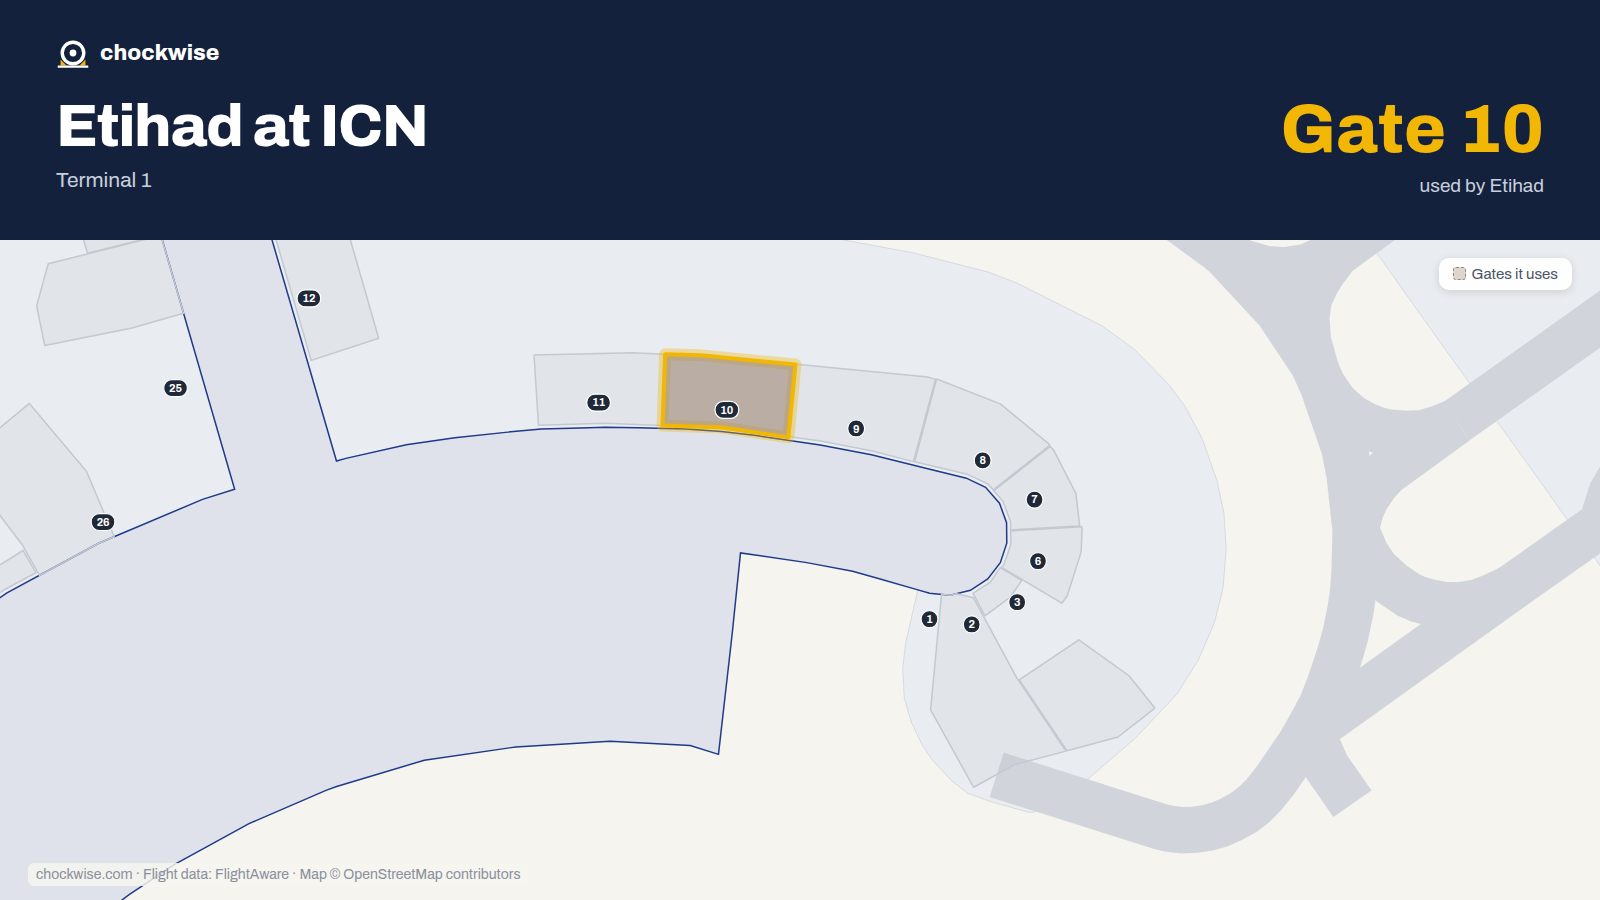 chockwise
Etihad at ICN
Terminal 1
Gate 10
used by Etihad
Gates it uses
12
25
11
10
9
8
7
26
6
3
1
2
chockwise.com · Flight data: FlightAware · Map © OpenStreetMap contributors